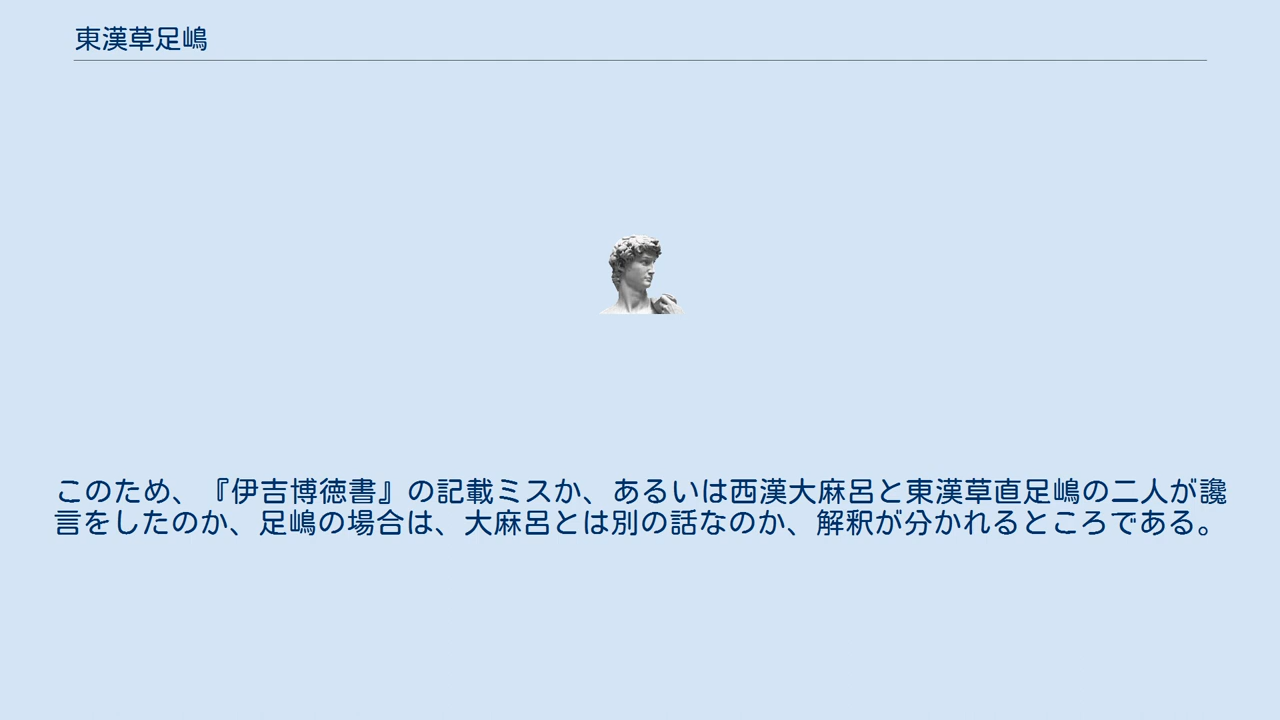 東漢草足嶋
このため、『伊吉博徳書』の記載ミスか、あるいは西漢大麻呂と東漢草直足嶋の二人が讒
言をしたのか、足嶋の場合は、大麻呂とは別の話なのか、解釈が分かれるところである。